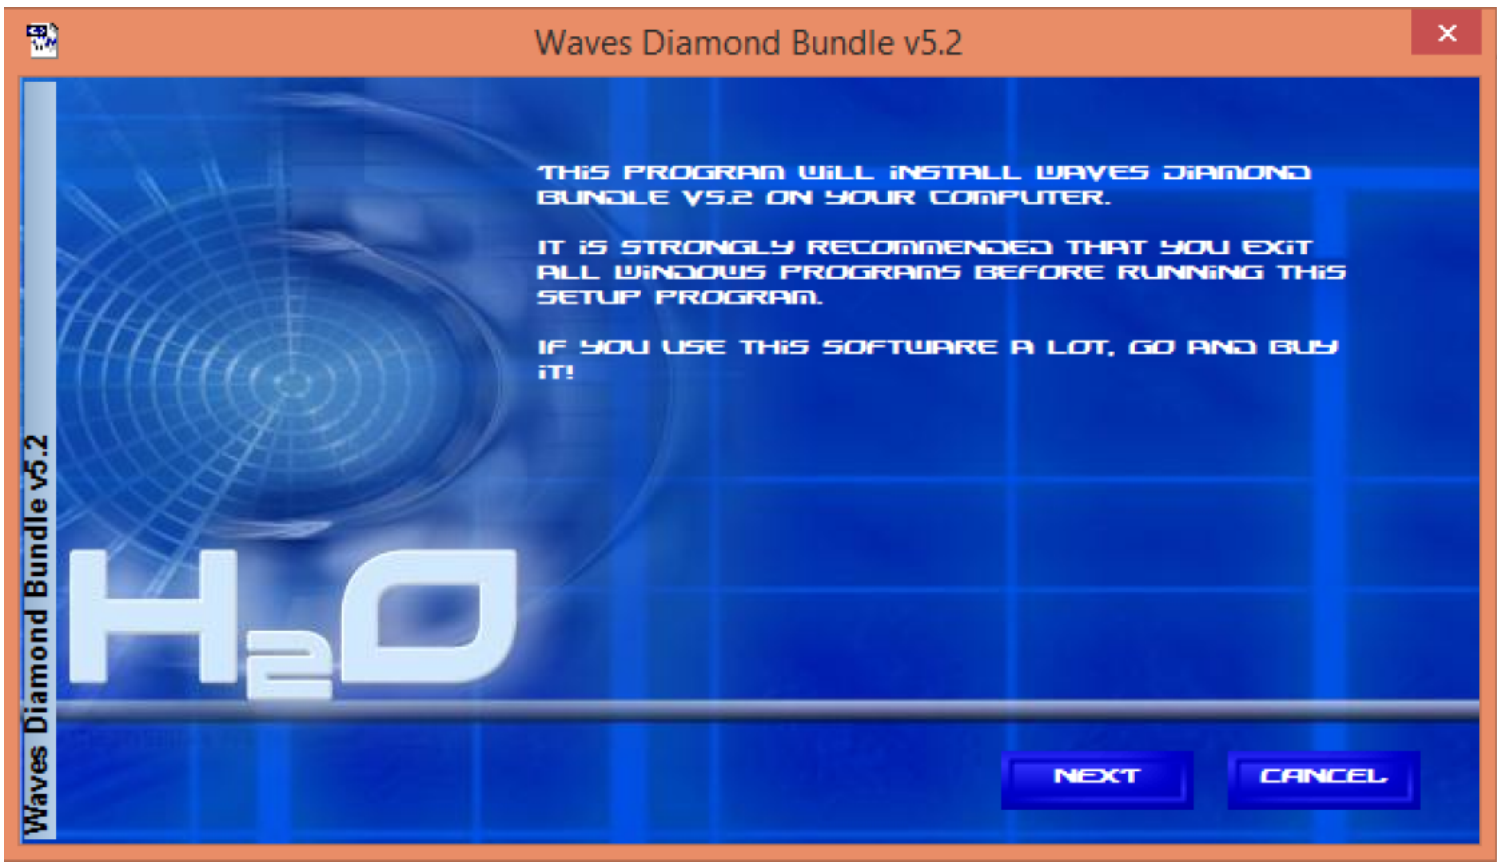 Waves Diamond Bundle v5.2
THiS PROGRAM WiLL iNSTALL WAVES DiAMOND
BUNDLE V5.2 ON YOUR COMPUTER.
IT iS STRONGLY RECOMMENDED THAT YOU EXiT
ALL WiNDOWS PROGRAMS BEFORE RUNNiNG THiS
SETUP PROGRAM.
IF YOU USE THiS SOFTWARE A LOT, GO AND BUY
iT!
Waves Diamond Bundle v5.2
H2O
NEXT
CANCEL